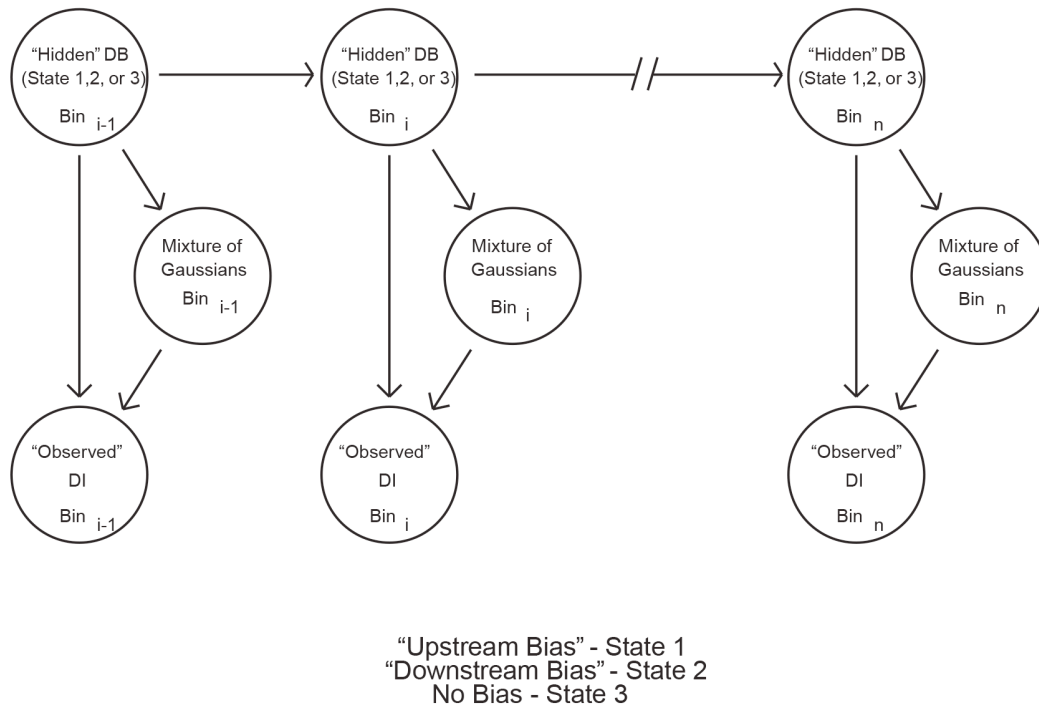 “Hidden” DB
(State 1,2, or 3)
Bin i-1
“Hidden” DB
(State 1,2, or 3)
Bin i
“Hidden” DB
(State 1,2, or 3)
Bin n
Mixture of
Gaussians
Bin i-1
Mixture of
Gaussians
Bin i
Mixture of
Gaussians
Bin n
“Observed”
DI
Bin i-1
“Observed”
DI
Bin i
“Observed”
DI
Bin n
“Upstream Bias” - State 1
“Downstream Bias” - State 2
No Bias - State 3